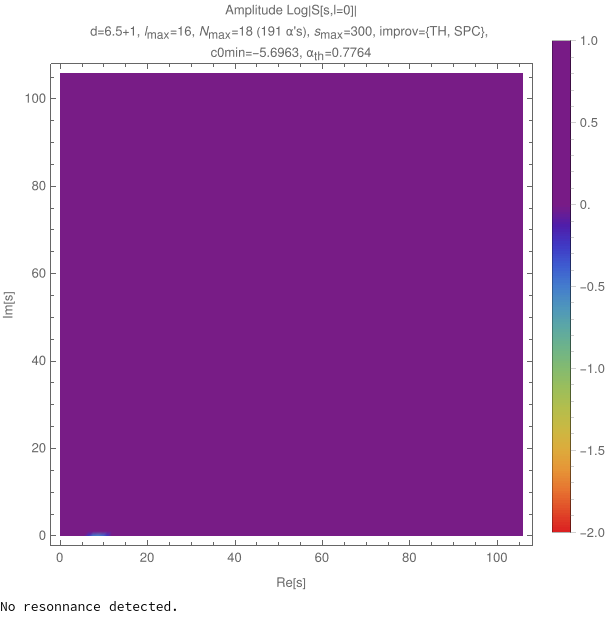 Amplitude Log|S[s,l=0]|
d=6.5+1, lmax=16, Nmax=18 (191 α's), smax=300, improv={TH, SPC},
c0min=−5.6963, αth=0.7764
1.0
0.5
0.
−0.5
−1.0
−1.5
−2.0
100
80
60
40
20
0
Im[s]
0 20 40 60 80 100
Re[s]
No resonnance detected.